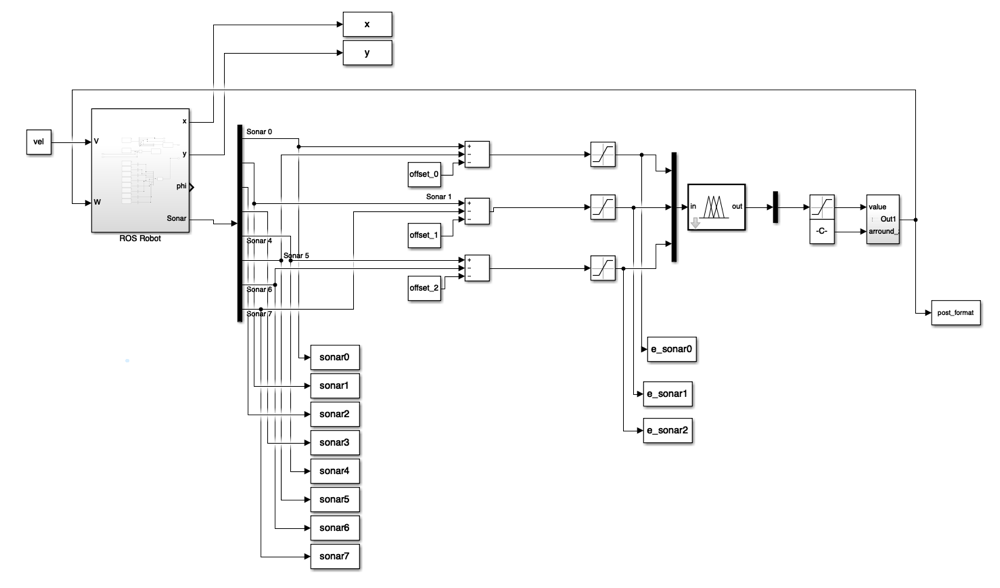 x
y
vel
V
W
x
y
phi
Sonar
ROS Robot
Sonar 0
Sonar 1
Sonar 4
Sonar 5
Sonar 6
Sonar 7
+
−
−
offset_0
+
−
−
offset_1
+
−
−
offset_2
in
out
-C-
value
Out1
arround_
post_format
e_sonar0
e_sonar1
e_sonar2
sonar0
sonar1
sonar2
sonar3
sonar4
sonar5
sonar6
sonar7